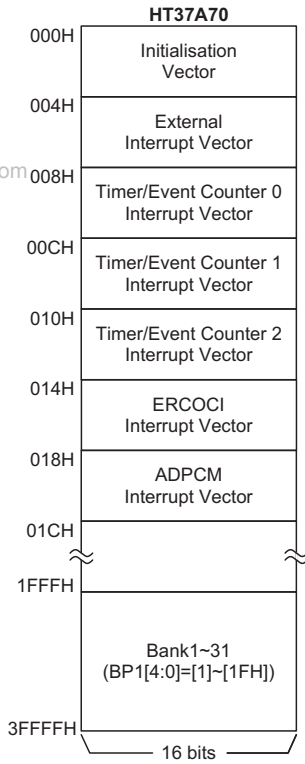 HT37A70
000H
Initialisation
Vector
004H
External
Interrupt Vector
om
008H
Timer/Event Counter 0
Interrupt Vector
00CH
Timer/Event Counter 1
Interrupt Vector
010H
Timer/Event Counter 2
Interrupt Vector
014H
ERCOCI
Interrupt Vector
018H
ADPCM
Interrupt Vector
01CH
1FFFH
Bank1~31
(BP1[4:0]=[1]~[1FH])
3FFFFH
16 bits